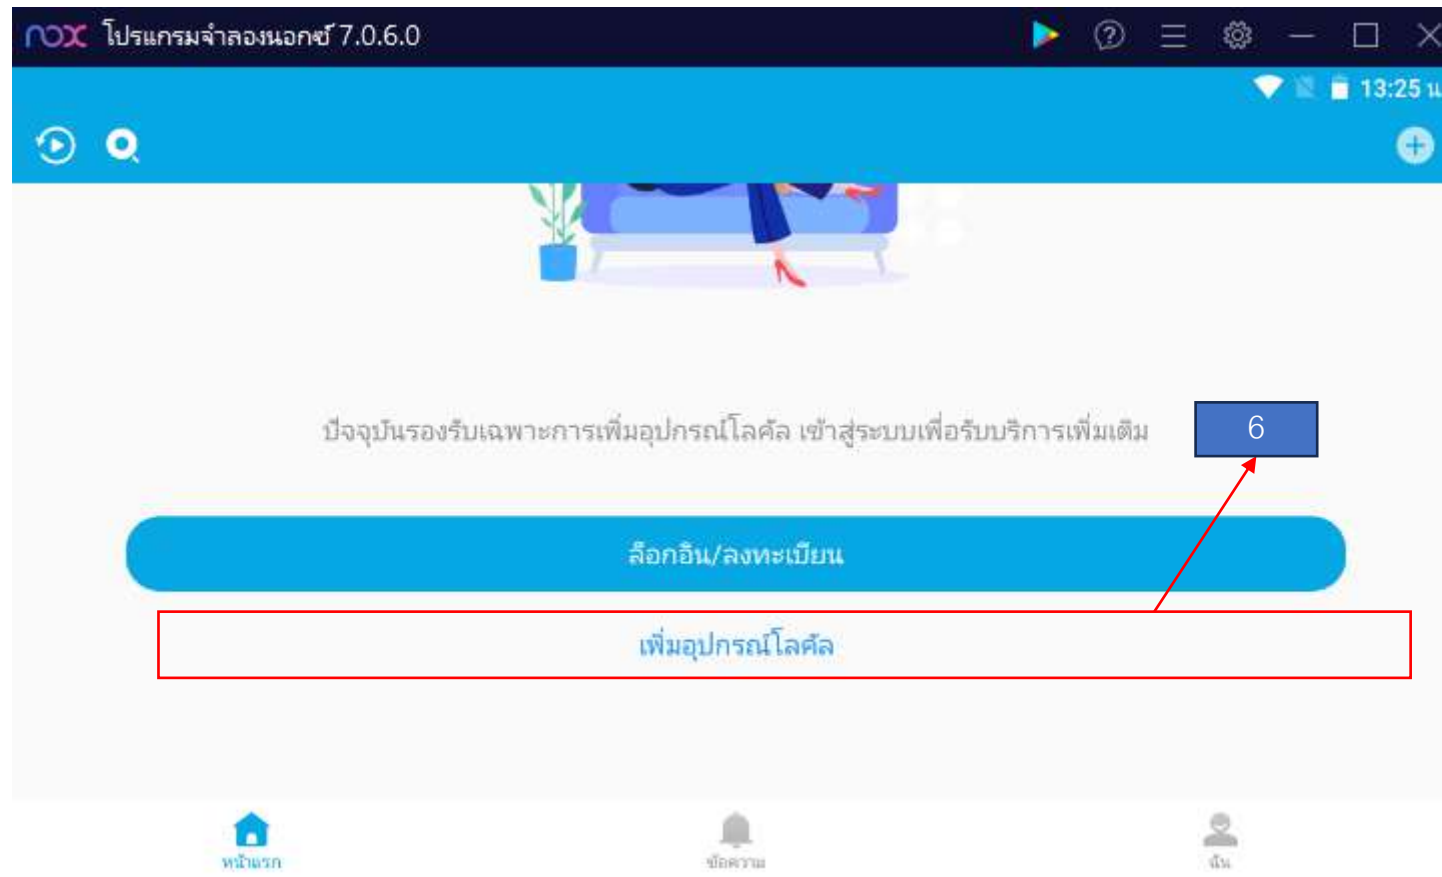 nox โปรแกรมจำลองนอกซ์ 7.0.6.0
13:25 น
ปัจจุบันรองรับเฉพาะการเพิ่มอุปกรณ์โลคัล เข้าสู่ระบบเพื่อรับบริการเพิ่มเติม
6
ล็อกอิน/ลงทะเบียน
เพิ่มอุปกรณ์โลคัล
หน้าแรก
ข้อความ
ฉัน